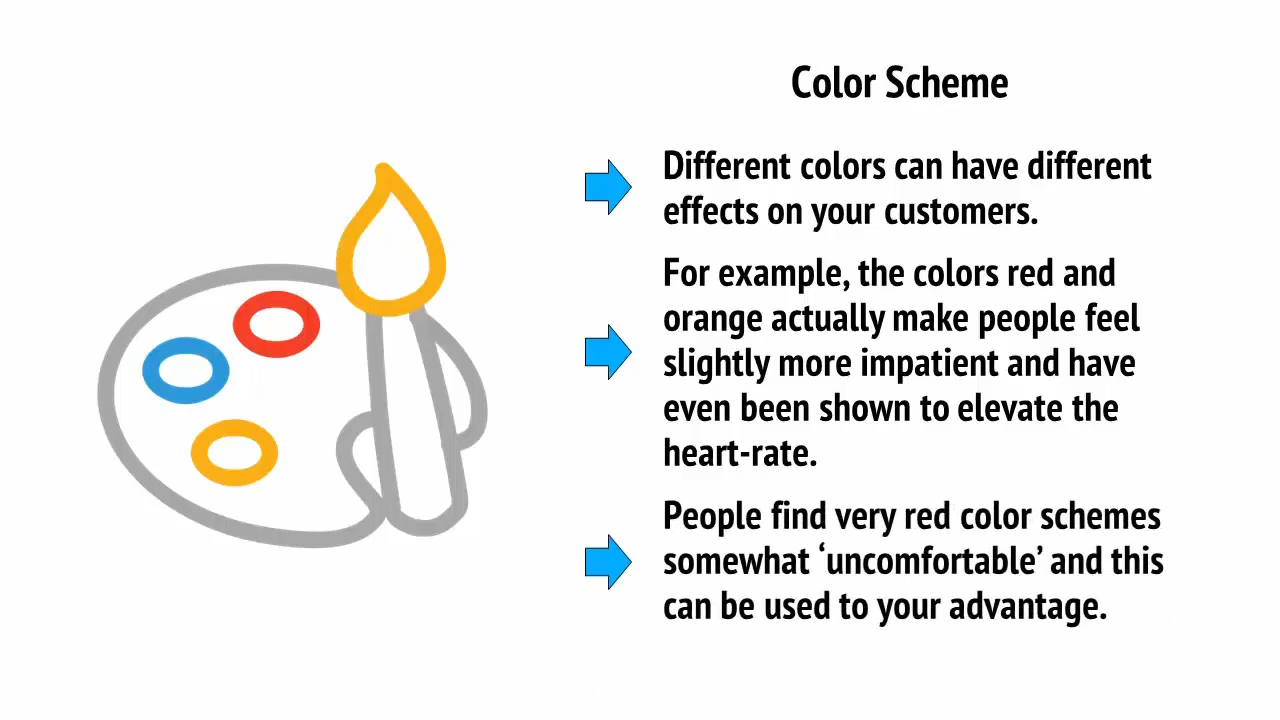 Color Scheme
Different colors can have different
effects on your customers.
For example, the colors red and
orange actually make people feel
slightly more impatient and have
even been shown to elevate the
heart-rate.
People find very red color schemes
somewhat ‘uncomfortable’ and this
can be used to your advantage.